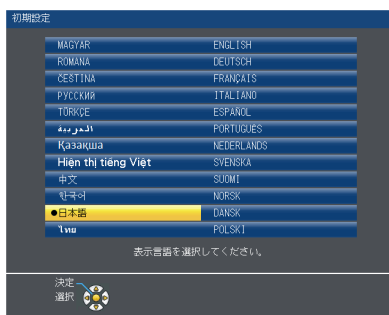 初期設定
MAGYAR ENGLISH
ROMÂNĂ DEUTSCH
ČEŠTINA FRANÇAIS
РУССКИЙ ITALIANO
TÜRKÇE ESPAÑOL
العربية PORTUGUÊS
Қазақша NEDERLANDS
Hiện thị tiếng Việt SVENSKA
中文 SUOMI
한국어 NORSK
●日本語 DANSK
ไทย POLSKI
表示言語を選択してください。
決定
選択